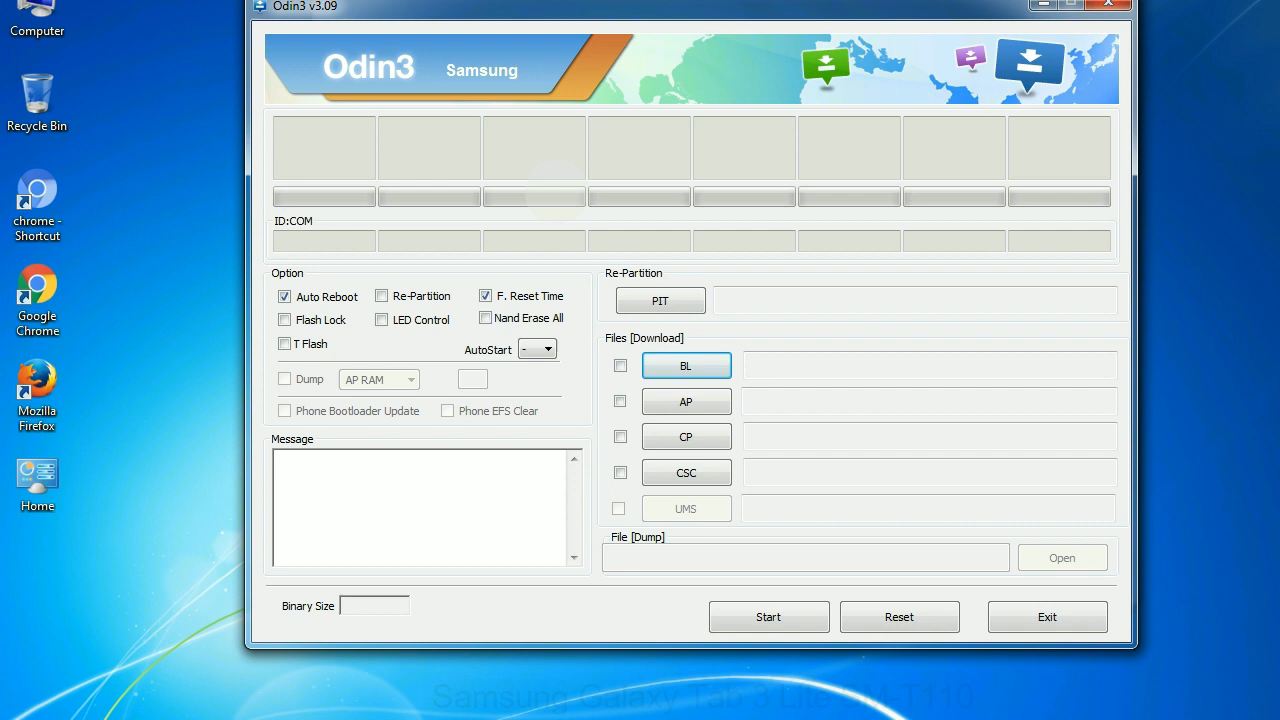 Odin3 v3.09
Computer
Odin3 Samsung
Recycle Bin
chrome -
Shortcut
ID:COM
Google
Chrome
Option
Auto Reboot
Re-Partition
F. Reset Time
Flash Lock
LED Control
Nand Erase All
T Flash
AutoStart
-
Dump
AP RAM
Phone Bootloader Update
Phone EFS Clear
Re-Partition
PIT
Files [Download]
BL
AP
CP
CSC
UMS
Mozilla
Firefox
Message
Home
File [Dump]
Open
Binary Size
Start
Reset
Exit
Samsung Galaxy Tab 3 Lite SM-T110